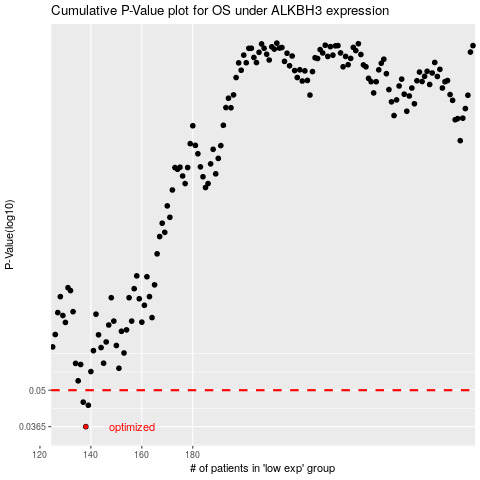 Cumulative P-Value plot for OS under ALKBH3 expression
P-Value(log10)
0.05
0.0365
optimized
120 140 160 180
# of patients in 'low exp' group